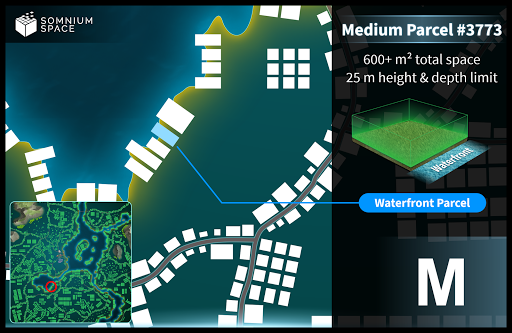 SOMNIUM
SPACE
Medium Parcel #3773
600+ m² total space
25 m height & depth limit
Waterfront
Waterfront Parcel
M